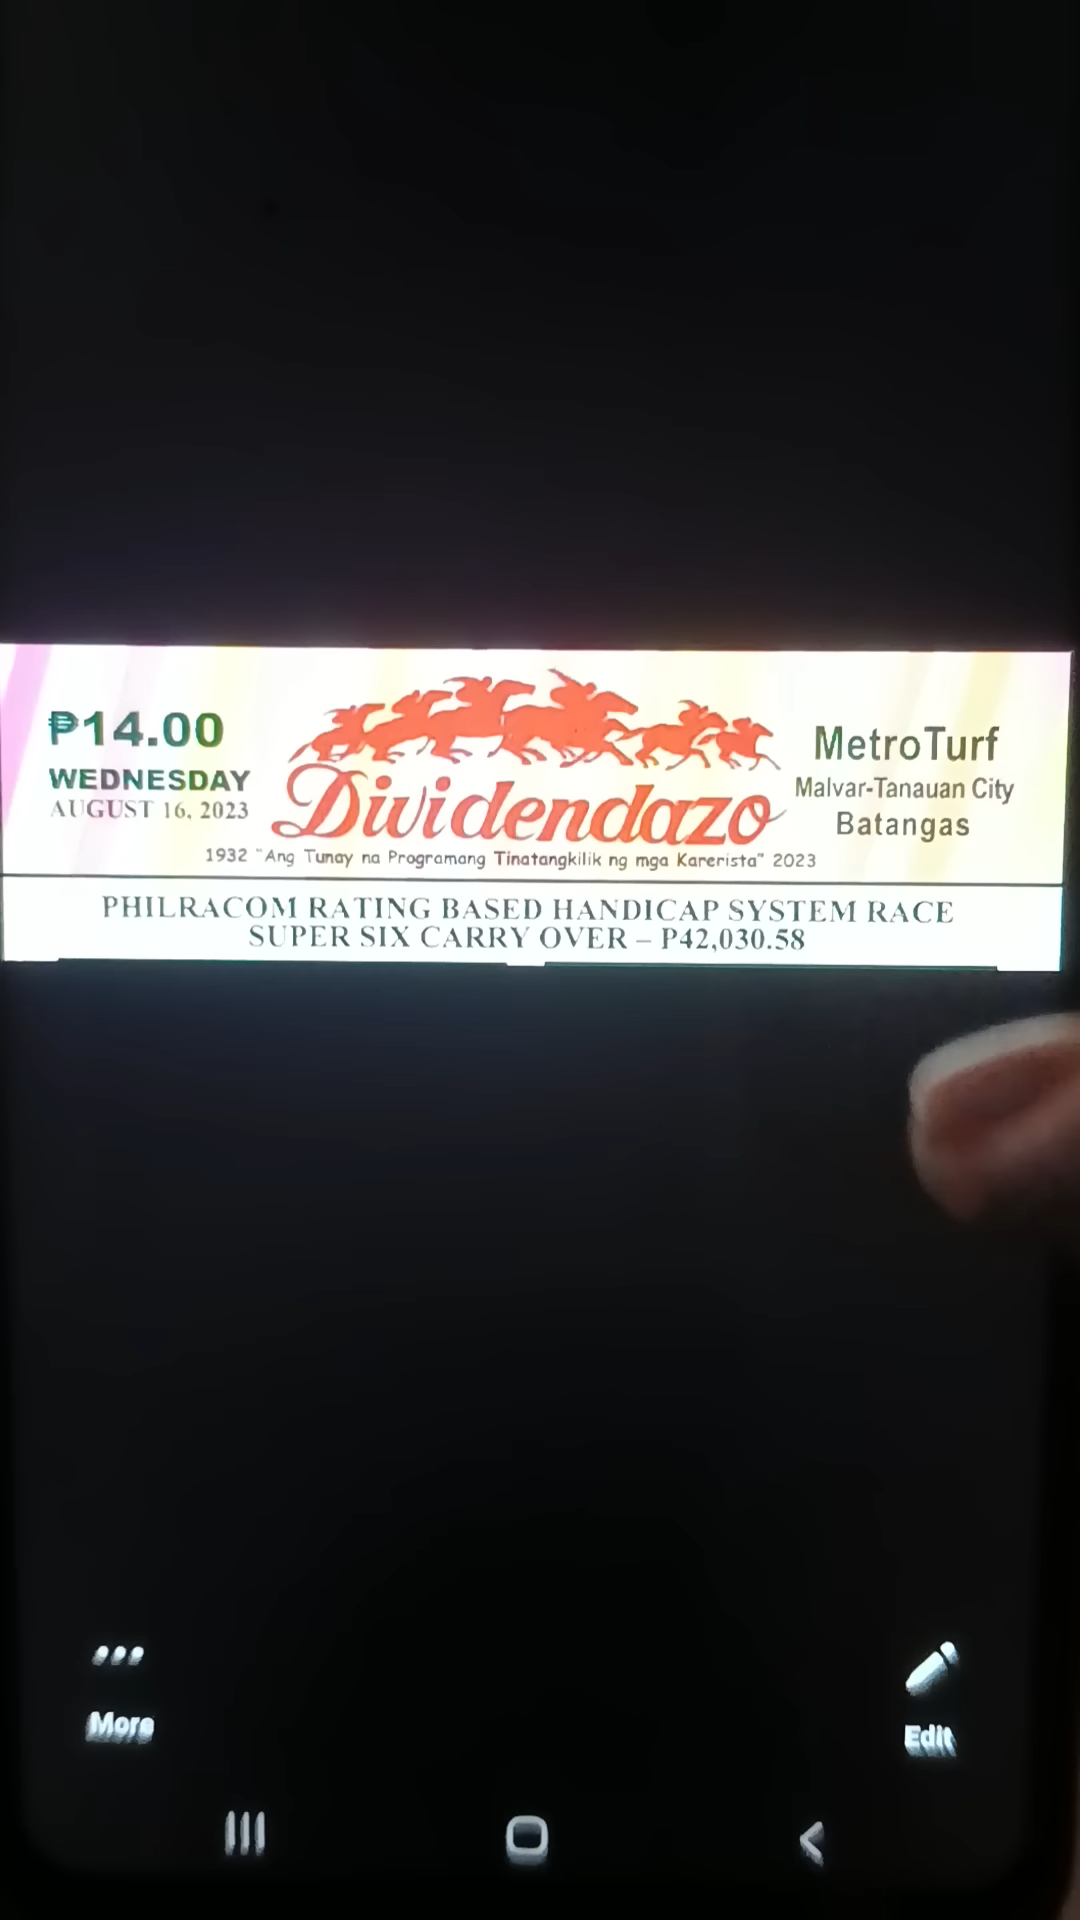 ₱14.00
WEDNESDAY
AUGUST 16, 2023
Dividendazo
MetroTurf
Malvar-Tanauan City
Batangas
1932 "Ang Tunay na Programang Tinatangkilik ng mga Karerista" 2023
PHILRACOM RATING BASED HANDICAP SYSTEM RACE
SUPER SIX CARRY OVER – P42,030.58
More
Edit